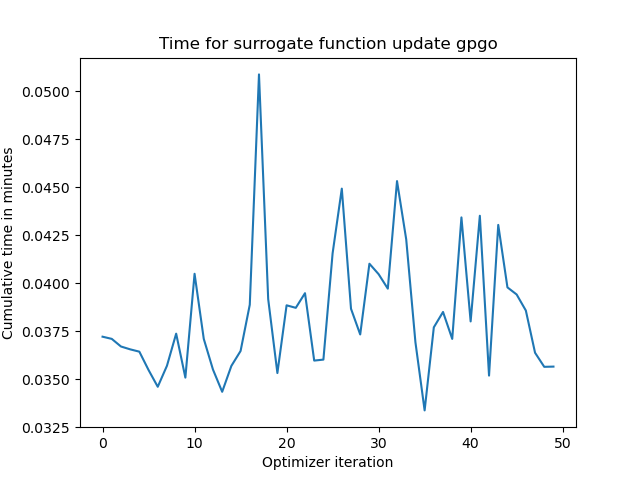 Time for surrogate function update gpgo
Cumulative time in minutes
0.0500
0.0475
0.0450
0.0425
0.0400
0.0375
0.0350
0.0325
0 10 20 30 40 50
Optimizer iteration